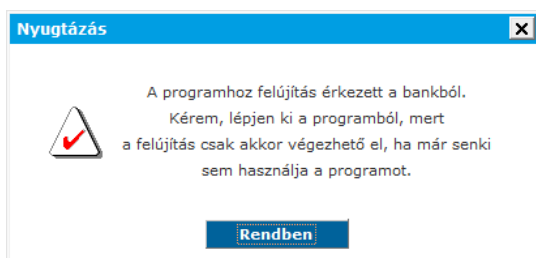 Nyugtázás
A programhoz felújítás érkezett a bankból.
Kérem, lépjen ki a programból, mert
a felújítás csak akkor végezhető el, ha már senki
sem használja a programot.
Rendben